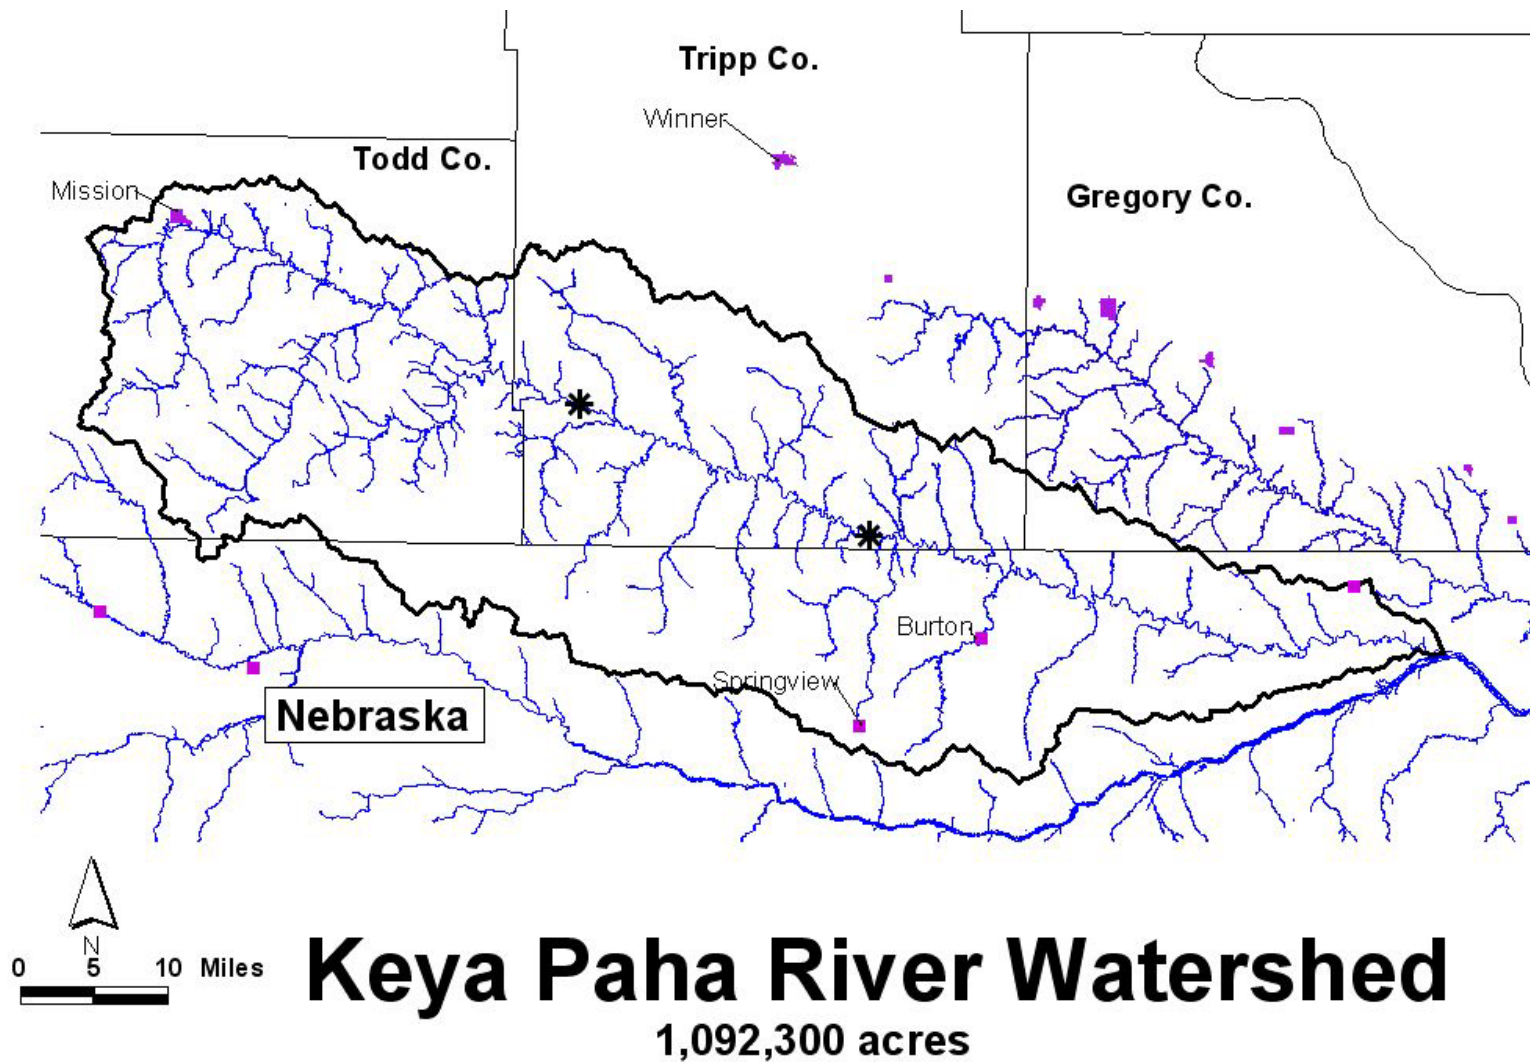 Tripp Co.
Winner
Todd Co.
Mission
Gregory Co.
Burton
Springview
Nebraska
N
0 5 10 Miles
Keya Paha River Watershed
1,092,300 acres